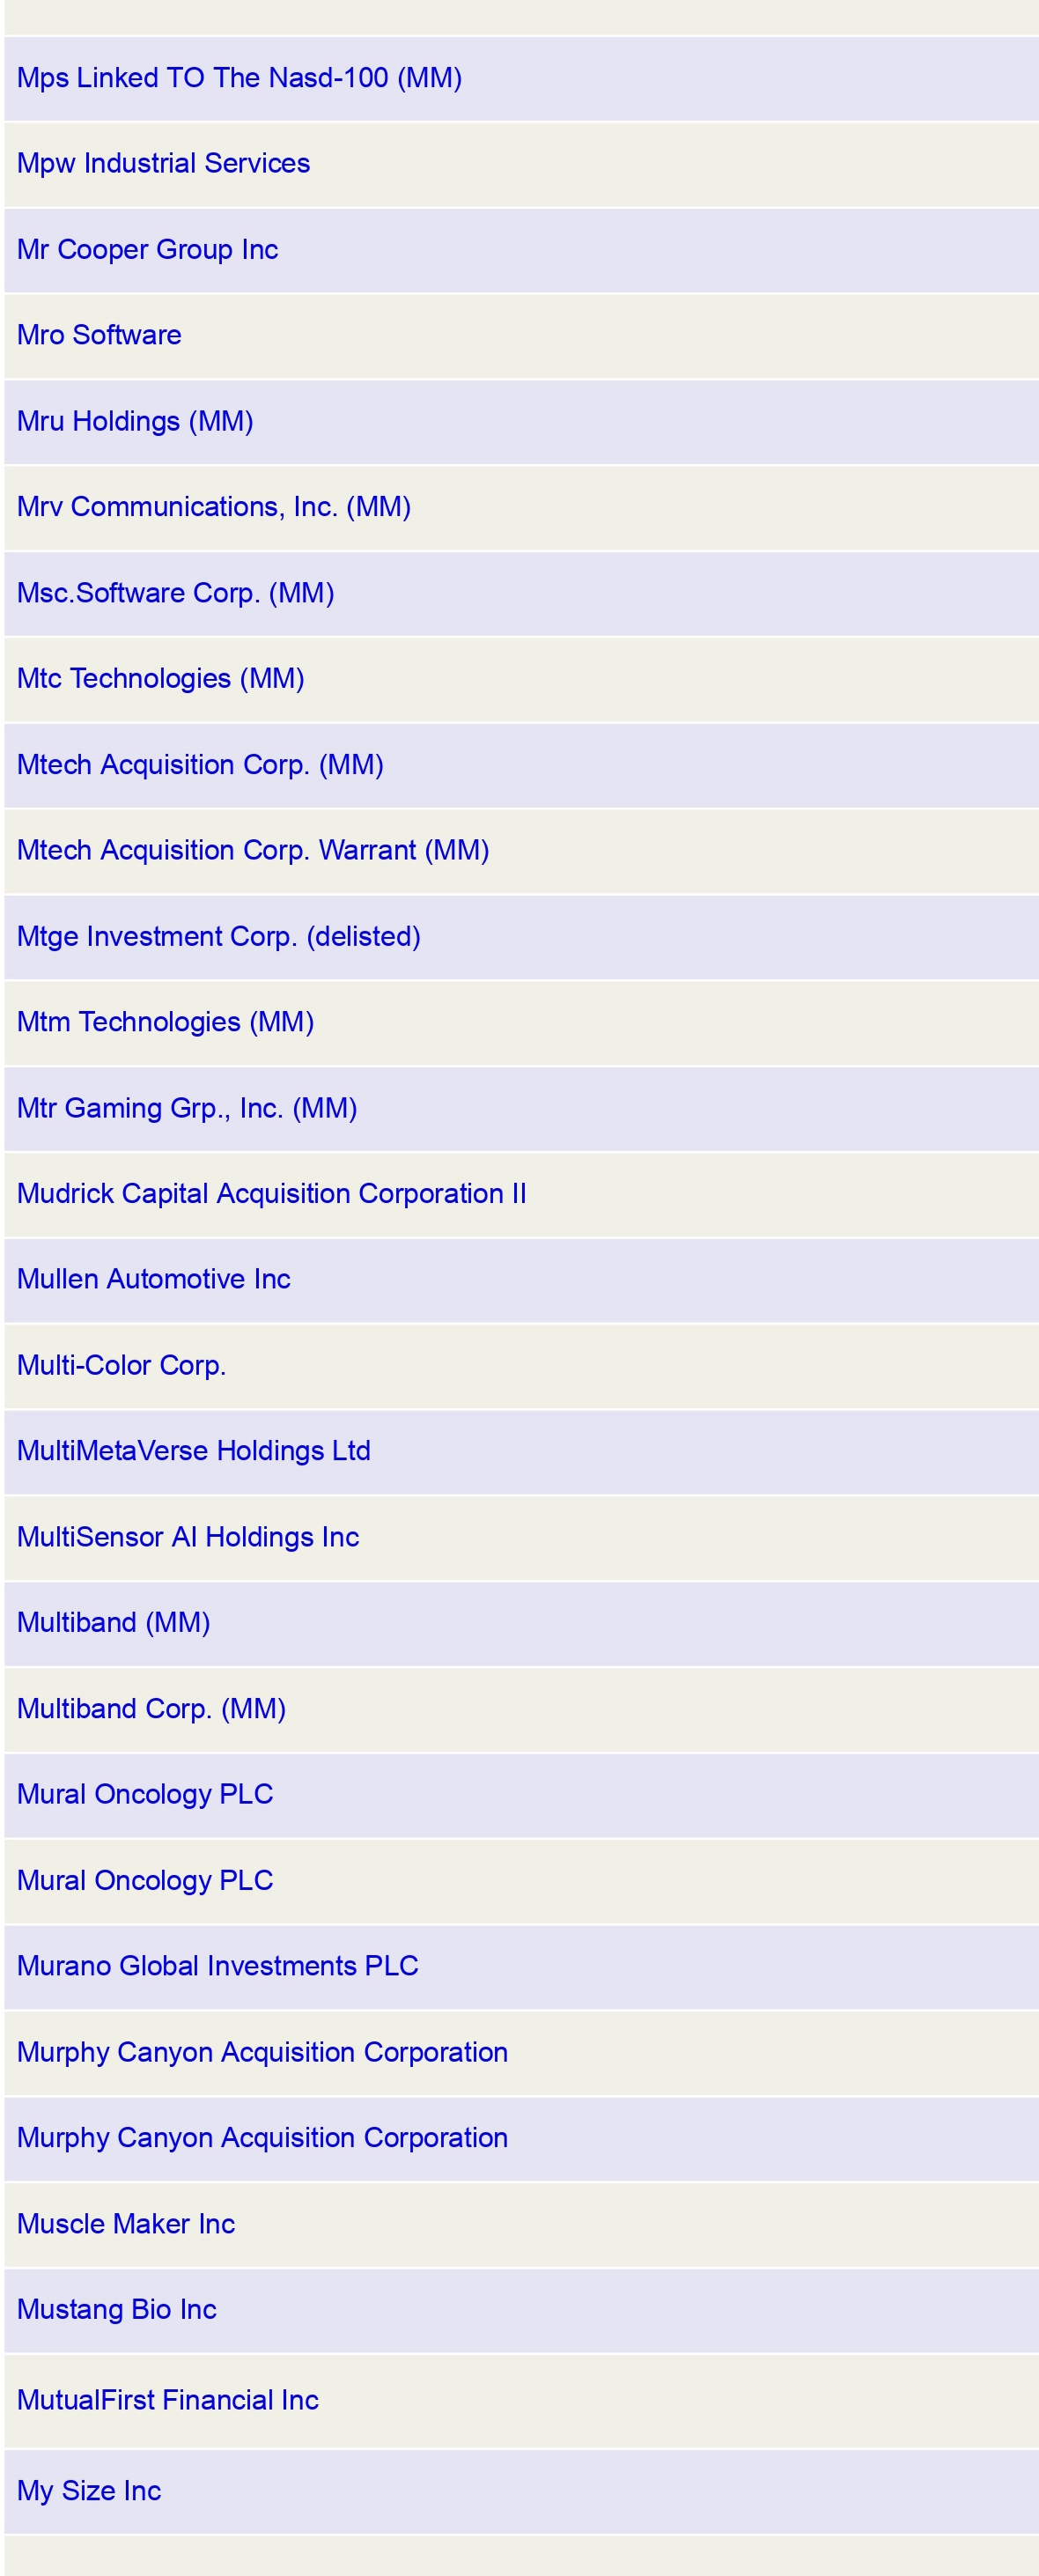 Mps Linked TO The Nasd-100 (MM)
Mpw Industrial Services
Mr Cooper Group Inc
Mro Software
Mru Holdings (MM)
Mrv Communications, Inc. (MM)
Msc.Software Corp. (MM)
Mtc Technologies (MM)
Mtech Acquisition Corp. (MM)
Mtech Acquisition Corp. Warrant (MM)
Mtge Investment Corp. (delisted)
Mtm Technologies (MM)
Mtr Gaming Grp., Inc. (MM)
Mudrick Capital Acquisition Corporation II
Mullen Automotive Inc
Multi-Color Corp.
MultiMetaVerse Holdings Ltd
MultiSensor AI Holdings Inc
Multiband (MM)
Multiband Corp. (MM)
Mural Oncology PLC
Mural Oncology PLC
Murano Global Investments PLC
Murphy Canyon Acquisition Corporation
Murphy Canyon Acquisition Corporation
Muscle Maker Inc
Mustang Bio Inc
MutualFirst Financial Inc
My Size Inc